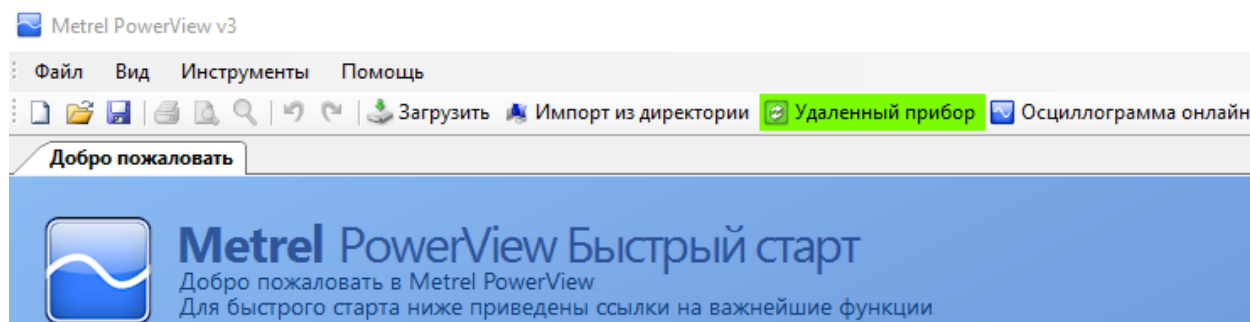 Metrel PowerView v3
Файл Вид Инструменты Помощь
Загрузить Импорт из директории Удаленный прибор Осциллограмма онлайн
Добро пожаловать
Metrel PowerView Быстрый старт
Добро пожаловать в Metrel PowerView.
Для быстрого старта ниже приведены ссылки на важнейшие функции.